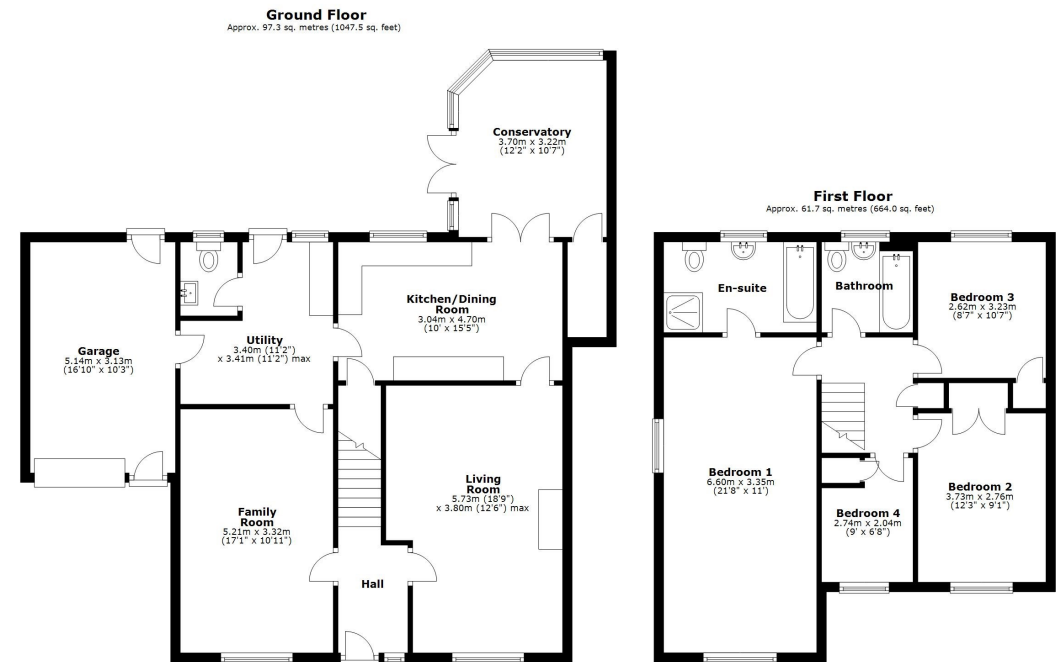 Ground Floor
Approx. 97.3 sq. metres (1047.5 sq. feet)
Conservatory
3.70m x 3.22m
(12'2" x 10'7")
Kitchen/Dining
Room
3.04m x 4.70m
(10' x 15'5")
Utility
3.40m (11'2")
x 3.41m (11'2") max
Garage
5.14m x 3.13m
(16'10" x 10'3")
Family
Room
5.21m x 3.32m
(17'1" x 10'11")
Living
Room
5.73m (18'9")
x 3.80m (12'6") max
Hall
First Floor
Approx. 61.7 sq. metres (664.0 sq. feet)
En-suite
Bathroom
Bedroom 3
2.62m x 3.23m
(8'7" x 10'7")
Bedroom 1
6.60m x 3.35m
(21'8" x 11')
Bedroom 2
3.73m x 2.76m
(12'3" x 9'1")
Bedroom 4
2.74m x 2.04m
(9' x 6'8")